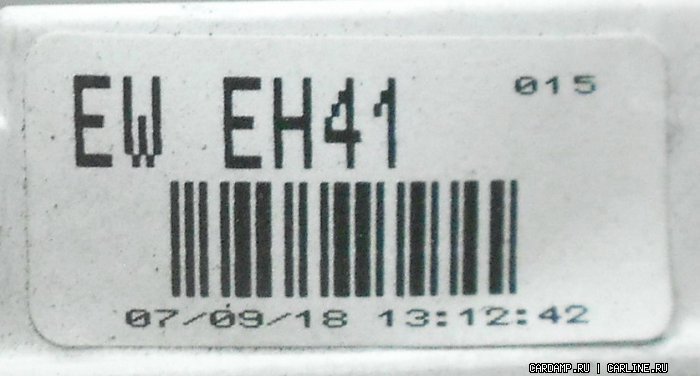 EW EH41 015
07/09/18 13:12:42
CARDAMP.RU | CARLINE.RU